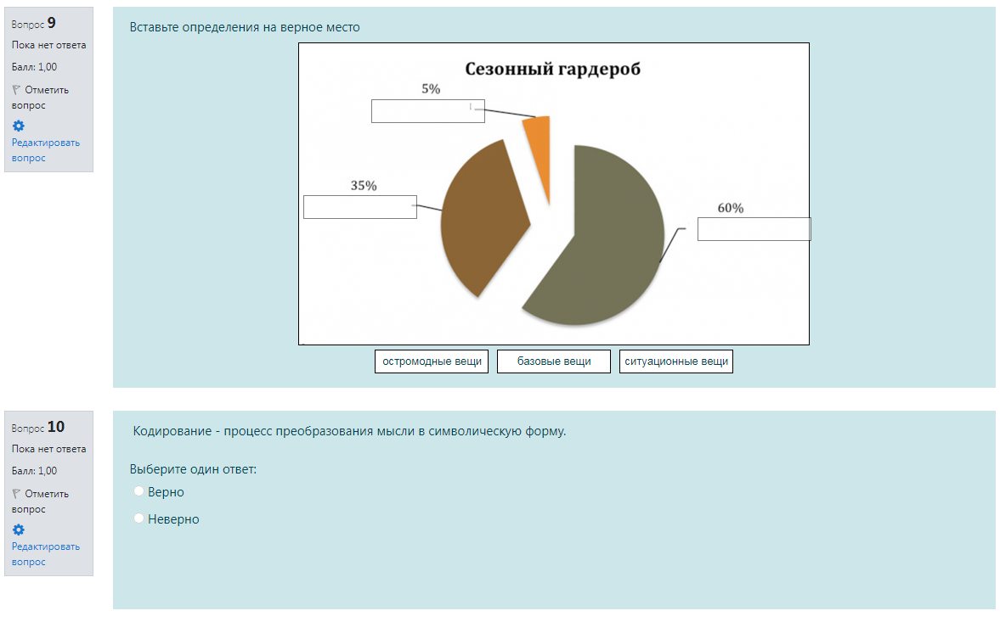 Вопрос 9
Пока нет ответа
Балл: 1,00
Отметить
вопрос
Редактировать
вопрос
Вставьте определения на верное место
Сезонный гардероб
5%
35%
60%
остромодные вещи
базовые вещи
ситуационные вещи
Вопрос 10
Пока нет ответа
Балл: 1,00
Отметить
вопрос
Редактировать
вопрос
Кодирование - процесс преобразования мысли в символическую форму.
Выберите один ответ:
Верно
Неверно